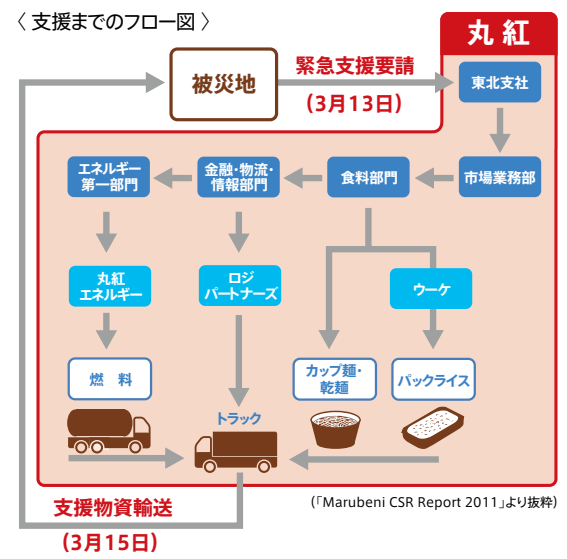 〈 支援までのフロー図 〉
丸 紅
被災地
緊急支援要請
（3月13日）
東北支社
エネルギー
第一部門
金融・物流・
情報部門
食料部門
市場業務部
丸紅
エネルギー
ロジ
パートナーズ
ウーケ
燃 料
カップ麺・
乾麺
パックライス
トラック
支援物資輸送
（3月15日）
(「Marubeni CSR Report 2011」より抜粋)